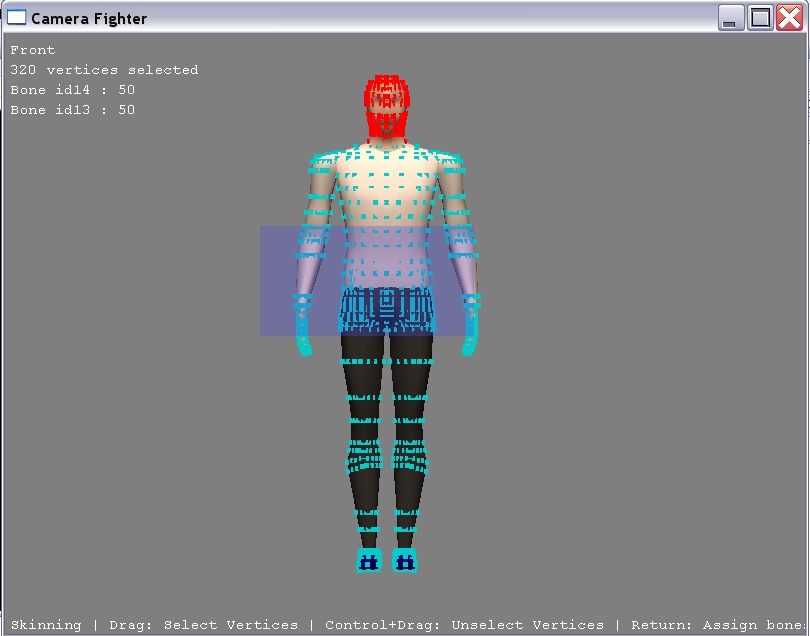 Camera Fighter
Front
320 vertices selected
Bone id14 : 50
Bone id13 : 50
Skinning | Drag: Select Vertices | Control+Drag: Unselect Vertices | Return: Assign bone